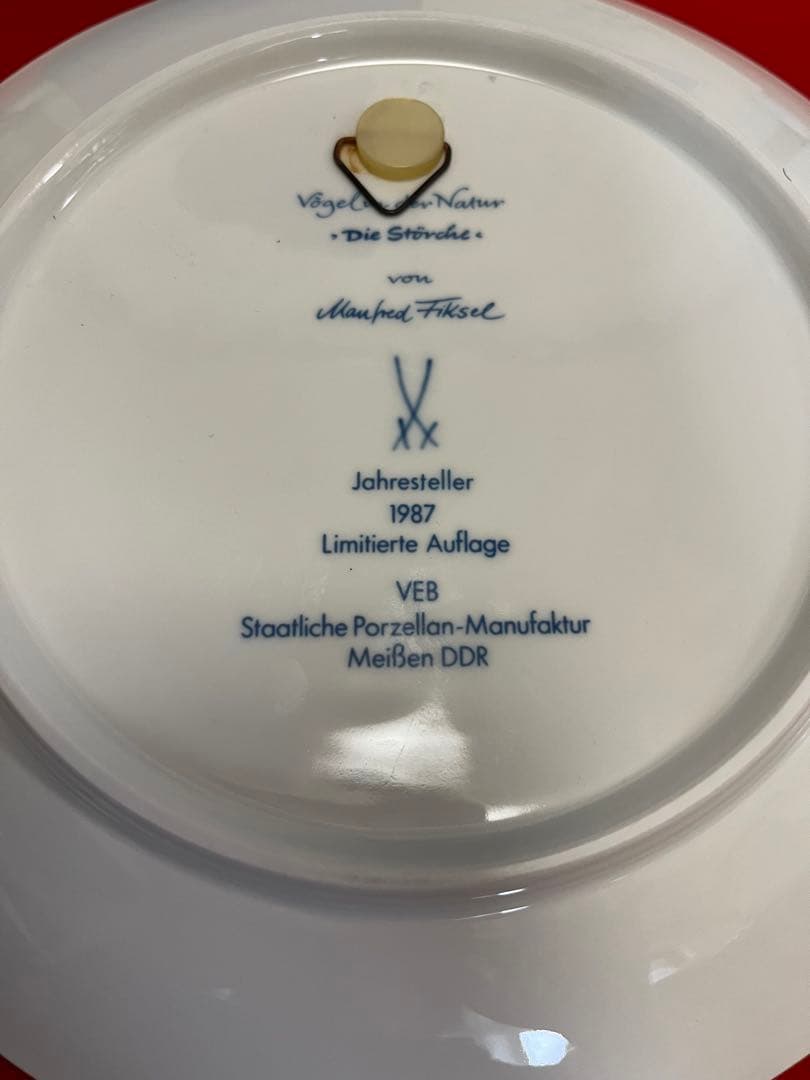 Vögel in der Natur
• Die Störche •
von
Manfred Fiksel
Jahresteller
1987
Limitierte Auflage
VEB
Staatliche Porzellan-Manufaktur
Meißen DDR